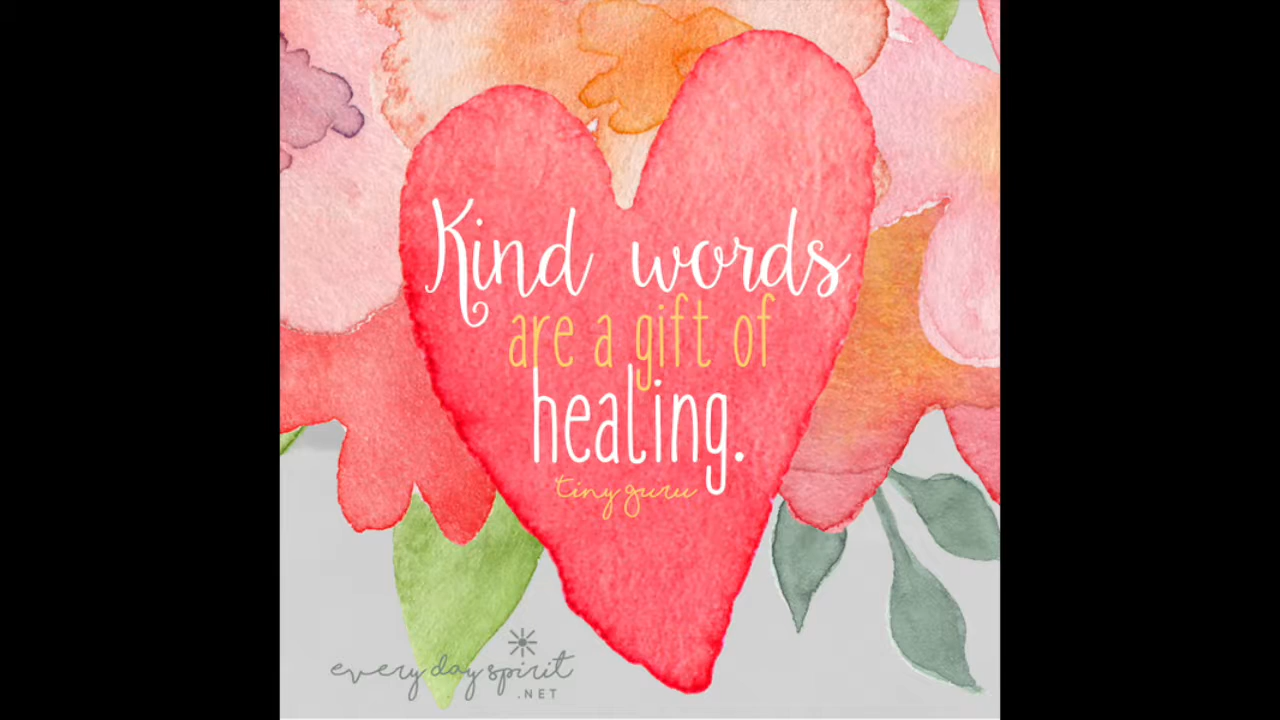 Kind words
are a gift of
healing.
tiny guru
every day spirit
.NET